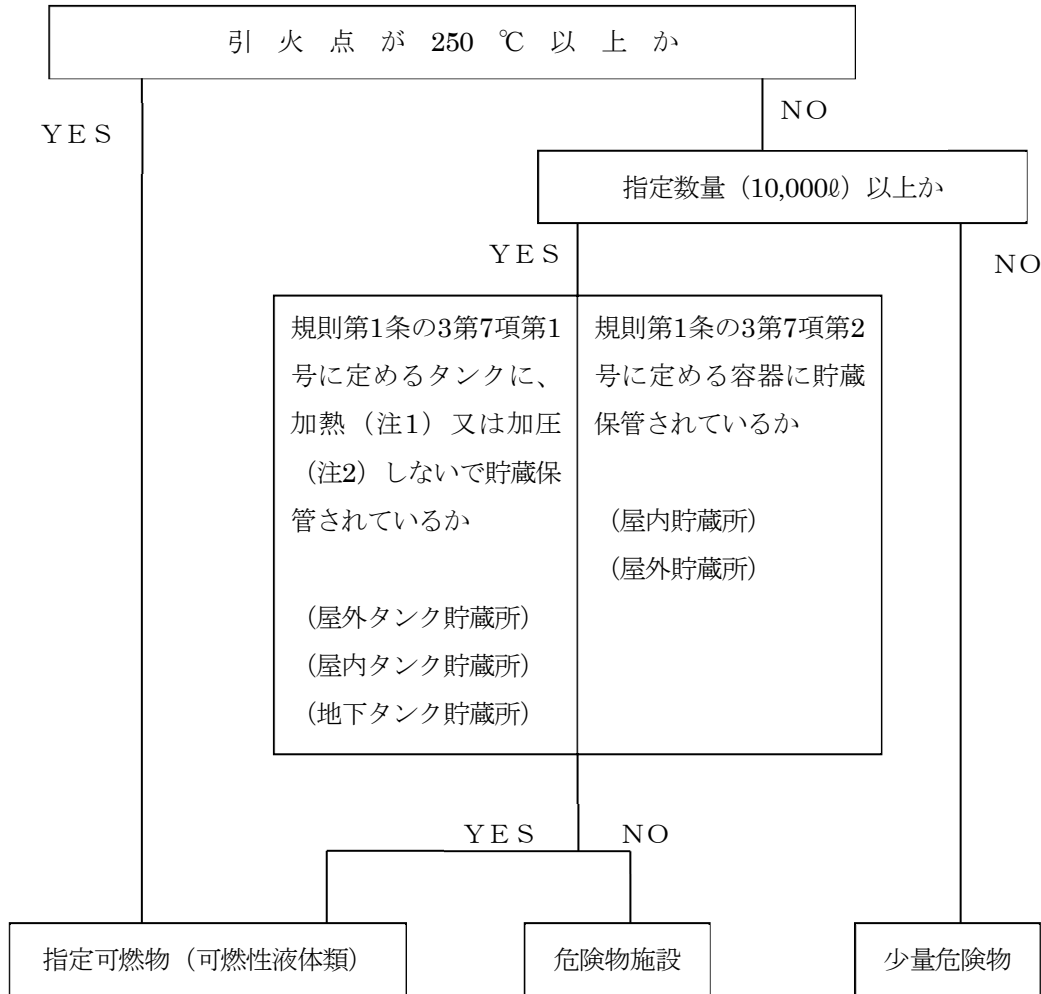 引火点が250℃以上か
YES
NO
指定数量（10,000ℓ）以上か
YES
NO
規則第1条の3第7項第1
号に定めるタンクに、
加熱（注1）又は加圧
（注2）しないで貯蔵保
管されているか
（屋外タンク貯蔵所）
（屋内タンク貯蔵所）
（地下タンク貯蔵所）
規則第1条の3第7項第2
号に定める容器に貯蔵
保管されているか
（屋内貯蔵所）
（屋外貯蔵所）
YES
NO
指定可燃物（可燃性液体類）
危険物施設
少量危険物